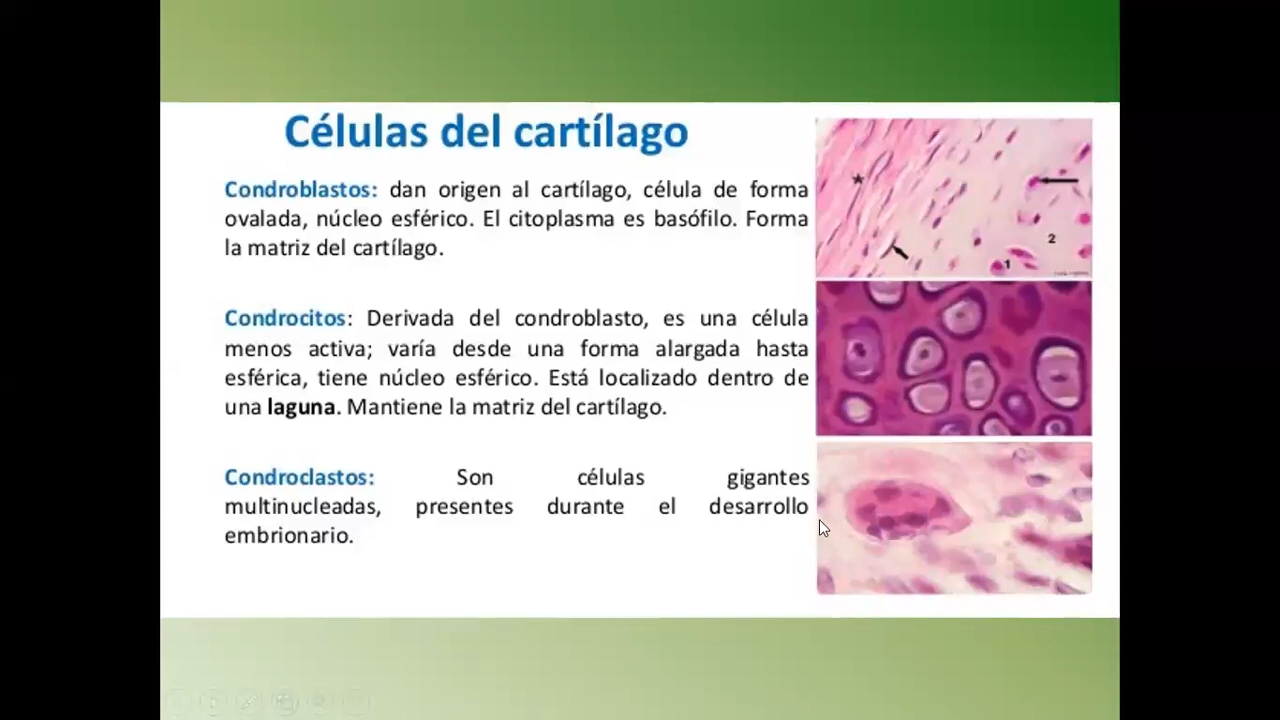 Células del cartílago
Condroblastos: dan origen al cartílago, célula de forma
ovalada, núcleo esférico. El citoplasma es basófilo. Forma
la matriz del cartílago.
Condrocitos: Derivada del condroblasto, es una célula
menos activa; varía desde una forma alargada hasta
esférica, tiene núcleo esférico. Está localizado dentro de
una laguna. Mantiene la matriz del cartílago.
Condroclastos: Son células gigantes
multinucleadas, presentes durante el desarrollo
embrionario.
2
1